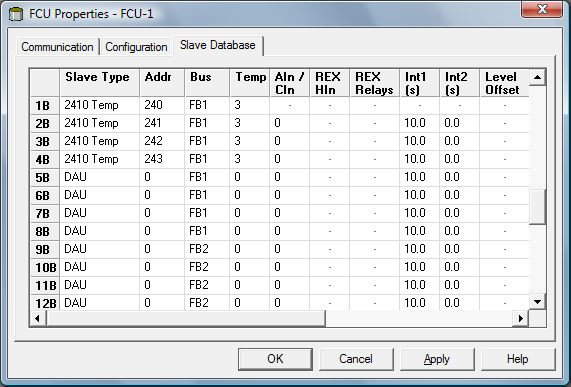 FCU Properties - FCU-1
Communication Configuration Slave Database
Slave Type Addr Bus Temp AIn / CIn REX HIn REX Relays Int1 (s) Int2 (s) Level Offset
1B 2410 Temp 240 FB1 3 - - - - - -
2B 2410 Temp 241 FB1 3 0 - - 10.0 0.0 -
3B 2410 Temp 242 FB1 3 0 - - 10.0 0.0 -
4B 2410 Temp 243 FB1 3 0 - - 10.0 0.0 -
5B DAU 0 FB1 0 0 - - 10.0 0.0 -
6B DAU 0 FB1 0 0 - - 10.0 0.0 -
7B DAU 0 FB1 0 0 - - 10.0 0.0 -
8B DAU 0 FB1 0 0 - - 10.0 0.0 -
9B DAU 0 FB2 0 0 - - 10.0 0.0 -
10B DAU 0 FB2 0 0 - - 10.0 0.0 -
11B DAU 0 FB2 0 0 - - 10.0 0.0 -
12B DAU 0 FB2 0 0 - - 10.0 0.0 -
OK Cancel Apply Help